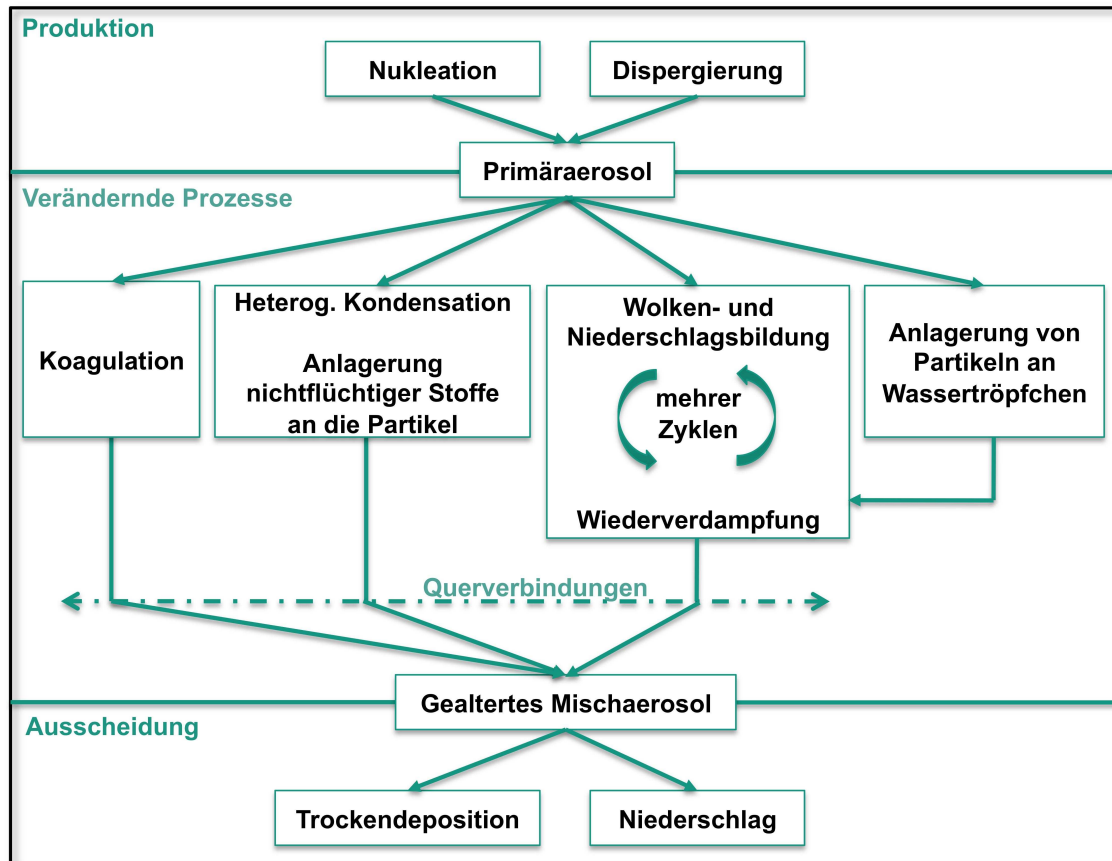 Produktion
Nukleation
Dispergierung
Primäraerosol
Verändernde Prozesse
Koagulation
Heterog. Kondensation
Anlagerung
nichtflüchtiger Stoffe
an die Partikel
Wolken- und
Niederschlagsbildung
mehrer
Zyklen
Wiederverdampfung
Anlagerung von
Partikeln an
Wassertröpfchen
Querverbindungen
Gealtertes Mischaerosol
Ausscheidung
Trockendeposition
Niederschlag